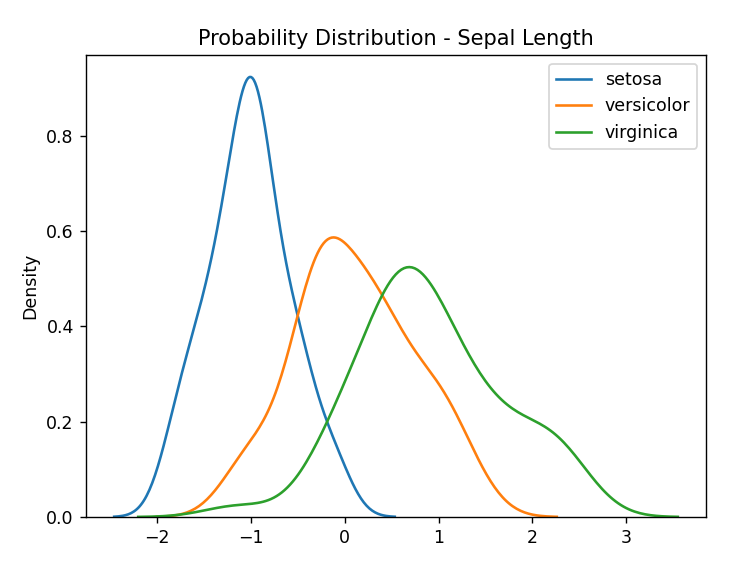 Probability Distribution - Sepal Length
setosa
versicolor
virginica
Density
0.8
0.6
0.4
0.2
0.0
−2 −1 0 1 2 3